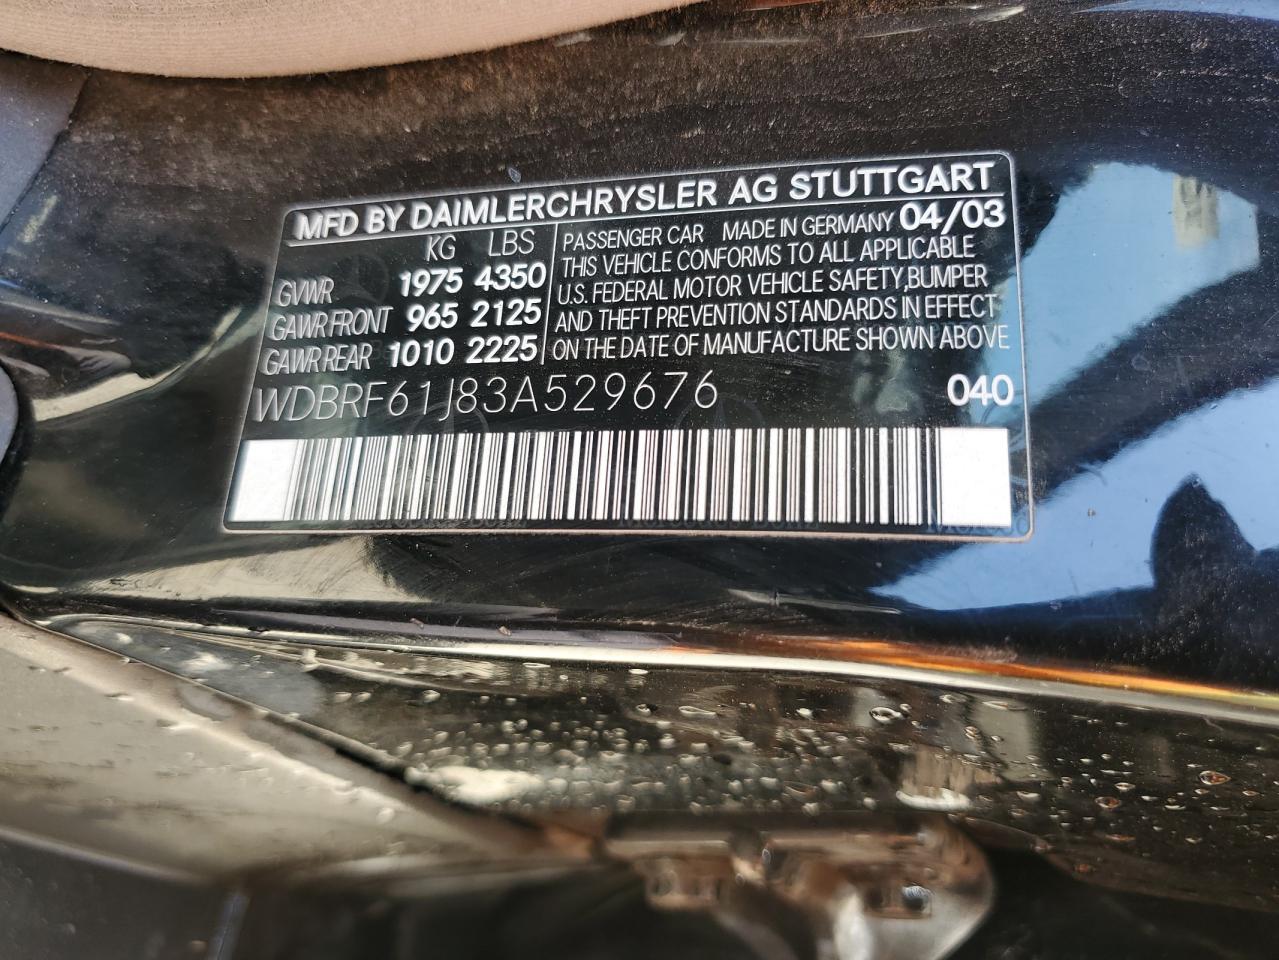 MFD BY DAIMLERCHRYSLER AG STUTTGART
KG LBS
GVWR 1975 4350
GAWR FRONT 965 2125
GAWR REAR 1010 2225
PASSENGER CAR MADE IN GERMANY 04/03
THIS VEHICLE CONFORMS TO ALL APPLICABLE
U.S. FEDERAL MOTOR VEHICLE SAFETY, BUMPER
AND THEFT PREVENTION STANDARDS IN EFFECT
ON THE DATE OF MANUFACTURE SHOWN ABOVE
WDBRF61J83A529676 040